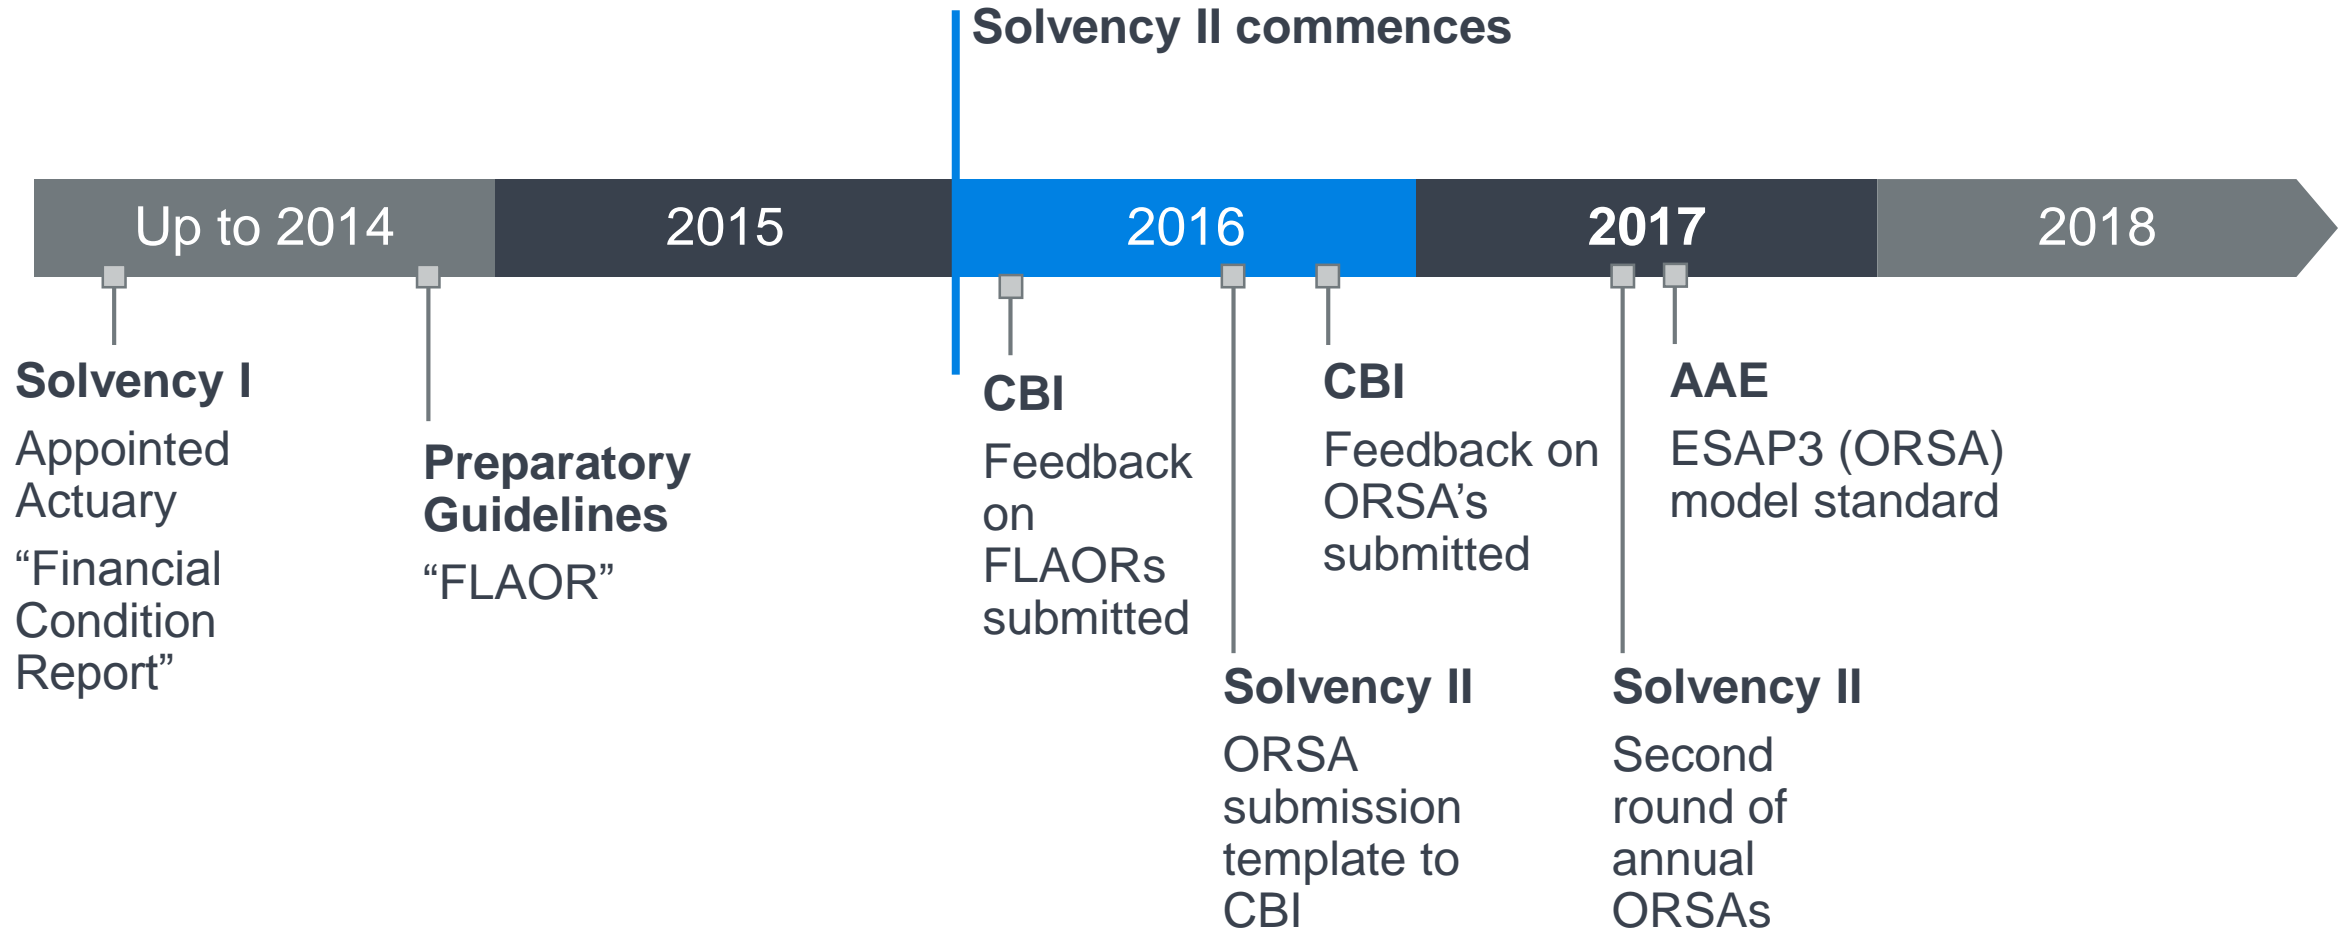 Solvency II commences
Up to 2014
2015
2016
2017
2018
Solvency I
Appointed
Actuary
“Financial
Condition
Report”
Preparatory
Guidelines
“FLAOR”
CBI
Feedback
on
FLAORs
submitted
Solvency II
ORSA
submission
template to
CBI
CBI
Feedback on
ORSA’s
submitted
Solvency II
Second
round of
annual
ORSAs
AAE
ESAP3 (ORSA)
model standard